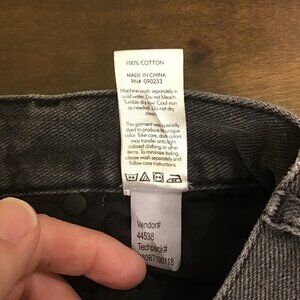 100% COTTON
MADE IN CHINA
RN# 090233
Machine wash separately in
cold water. Do not bleach.
Tumble dry low. Cool iron
as needed. Do not dry
clean.
This garment was specially
dyed to produce its unique
color. Take care, dark colors
may transfer onto light
colored clothing or other
items. To minimize fading,
please wash separately and
follow care instructions.
Vendor#
44538
Techpack#